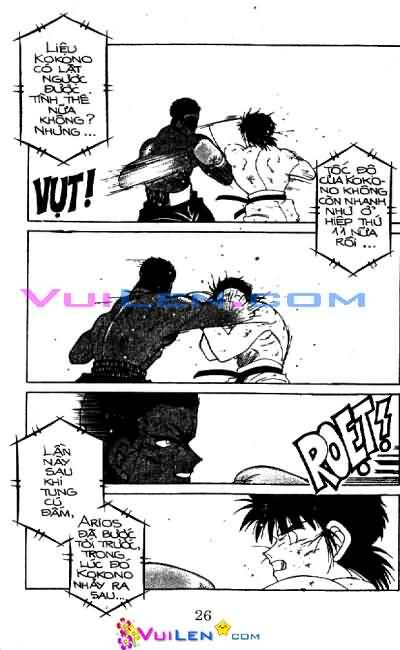 LIỆU
KOKONO
CÓ LẬT
NGƯỢC
ĐƯỢC
TÌNH THẾ
NỮA
KHÔNG?
NHƯNG...
VỤT!
TỐC ĐỘ
CỦA KOKO-
NO KHÔNG
CÒN NHANH
NHƯ Ở
HIỆP THỨ
11 NỮA
RỒI...
VUILEN.COM
ROẸT!
LẦN
NÀY SAU
KHI
TUNG
CÚ
ĐẤM,
ARIOS
ĐÃ BƯỚC
TỚI TRƯỚC,
TRONG
LÚC ĐÓ
KOKONO
NHẢY RA
SAU...
26
VUILEN.COM